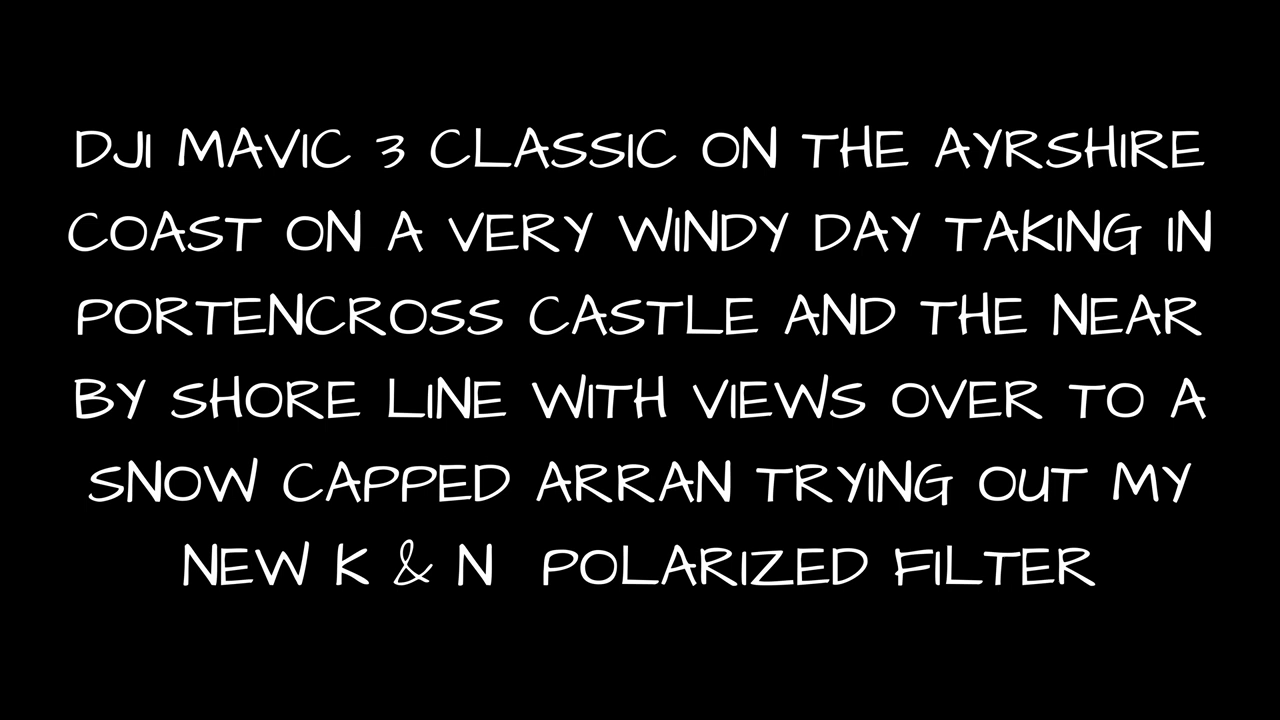 DJI MAVIC 3 CLASSIC ON THE AYRSHIRE
COAST ON A VERY WINDY DAY TAKING IN
PORTENCROSS CASTLE AND THE NEAR
BY SHORE LINE WITH VIEWS OVER TO A
SNOW CAPPED ARRAN TRYING OUT MY
NEW K & N  POLARIZED FILTER